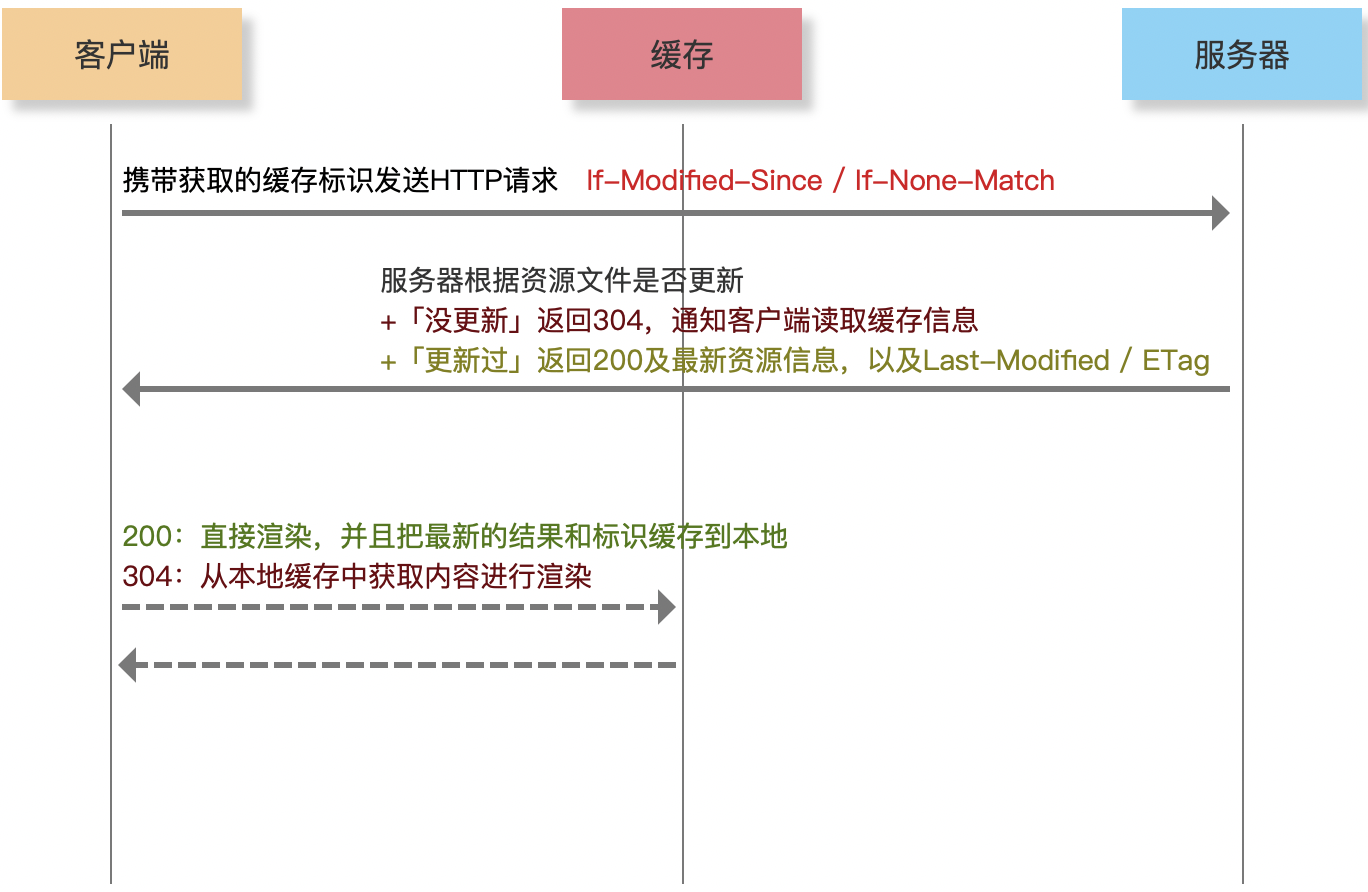 客户端
缓存
服务器
携带获取的缓存标识发送HTTP请求 If-Modified-Since / If-None-Match
服务器根据资源文件是否更新
+「没更新」返回304，通知客户端读取缓存信息
+「更新过」返回200及最新资源信息，以及Last-Modified / ETag
200：直接渲染，并且把最新的结果和标识缓存到本地
304：从本地缓存中获取内容进行渲染